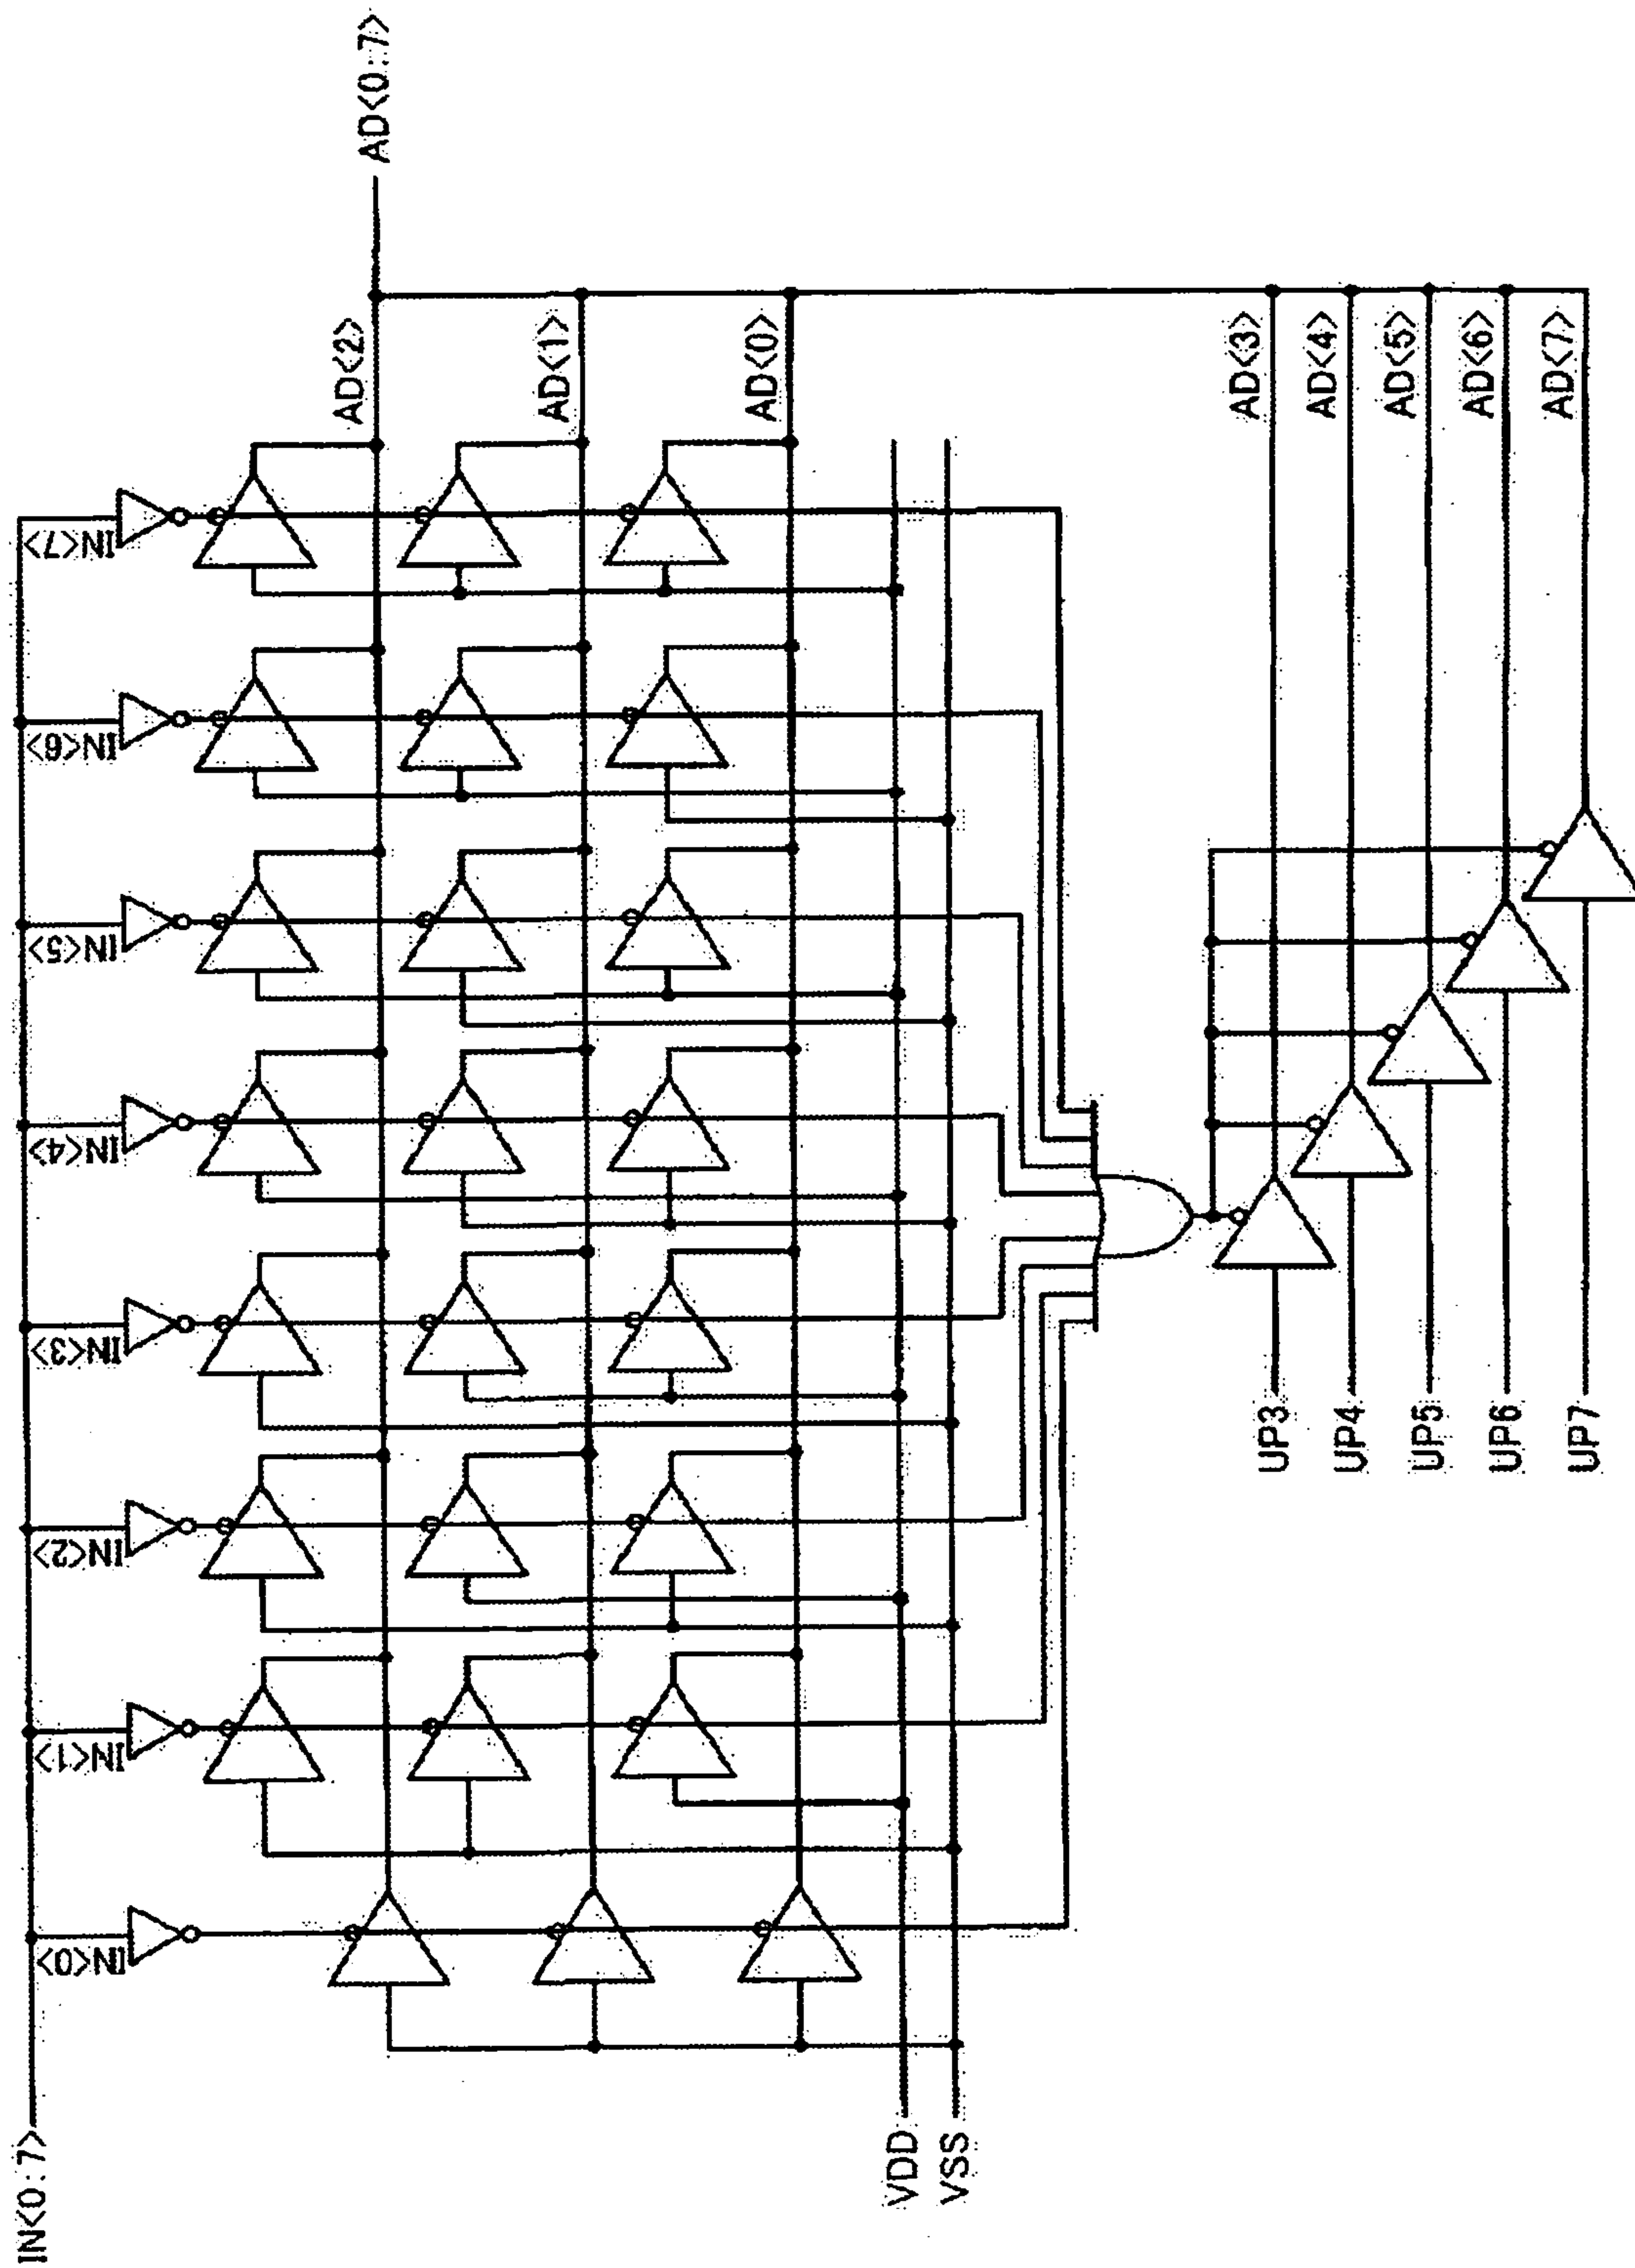 IN<0:7>
IN<0>
IN<1>
IN<2>
IN<3>
IN<4>
IN<5>
IN<6>
IN<7>
AD<0:7>
AD<2>
AD<1>
AD<0>
VDD
VSS
AD<3>
AD<4>
AD<5>
AD<6>
AD<7>
UP3
UP4
UP5
UP6
UP7